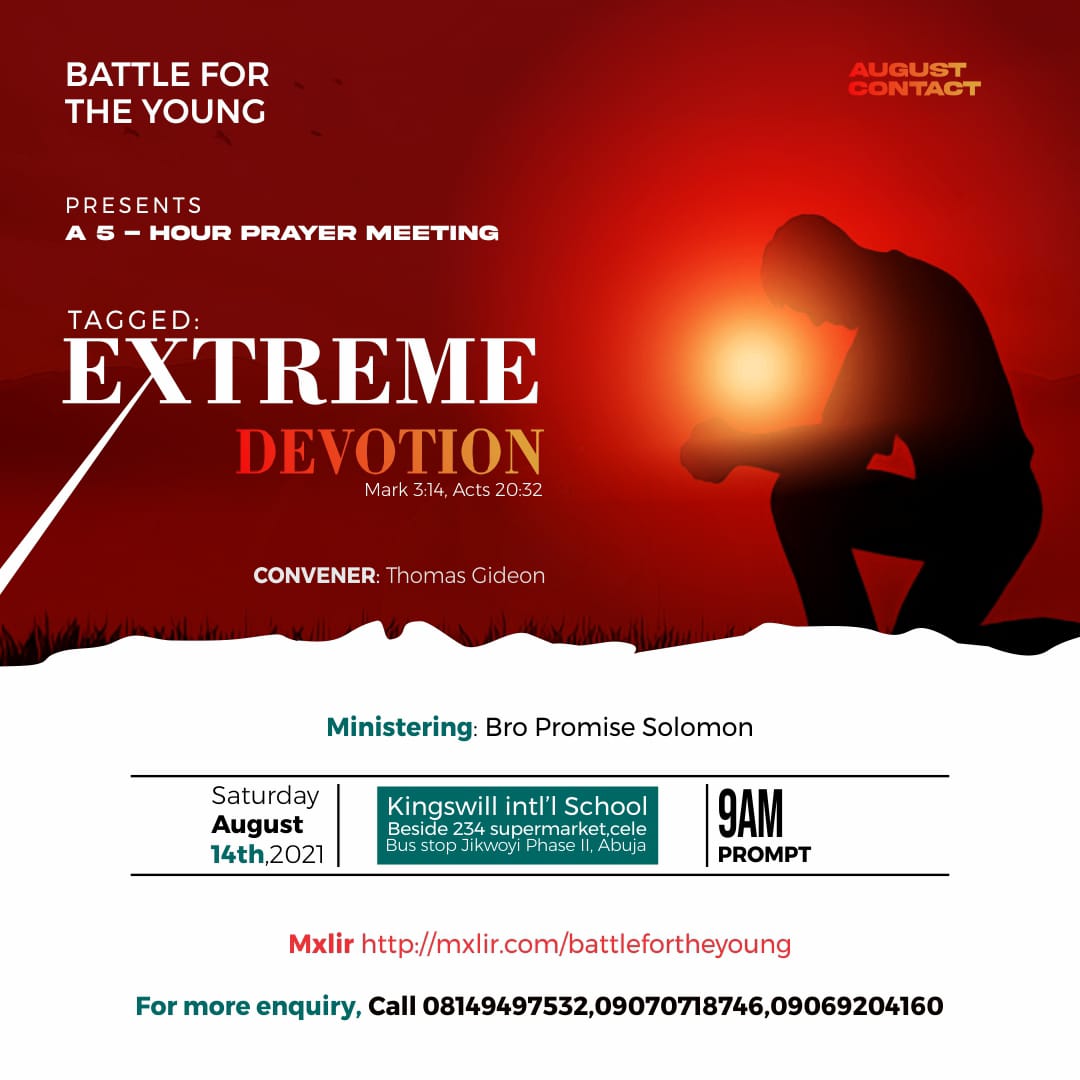 BATTLE FOR
THE YOUNG
AUGUST
CONTACT
PRESENTS
A 5 – HOUR PRAYER MEETING
TAGGED:
EXTREME
DEVOTION
Mark 3:14, Acts 20:32
CONVENER: Thomas Gideon
Ministering: Bro Promise Solomon
Saturday
August
14th,2021
Kingswill intl'l School
Beside 234 supermarket,cele
Bus stop Jikwoyi Phase II, Abuja
9AM
PROMPT
Mxlir http://mxlir.com/battlefortheyoung
For more enquiry, Call 08149497532,09070718746,09069204160